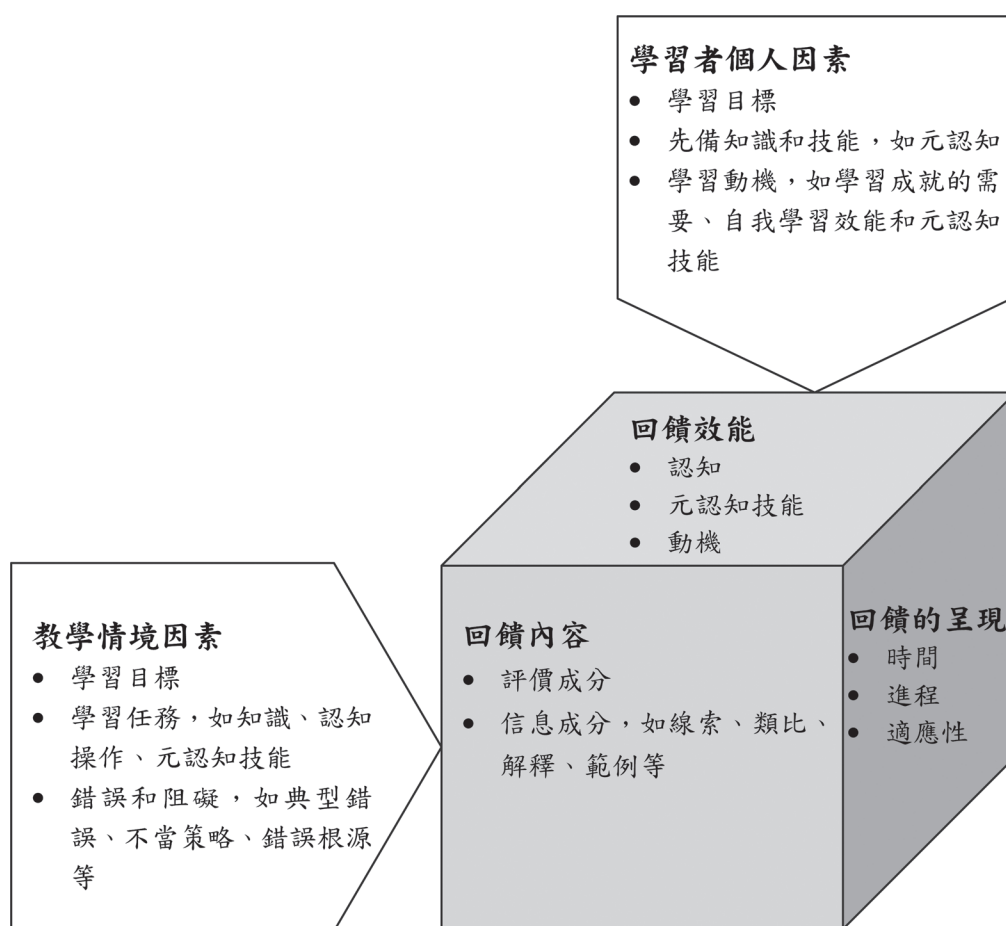 學習者個人因素
• 學習目標
• 先備知識和技能，如元認知
• 學習動機，如學習成就的需
要、自我學習效能和元認知
技能
回饋效能
• 認知
• 元認知技能
• 動機
教學情境因素
• 學習目標
• 學習任務，如知識、認知
操作、元認知技能
• 錯誤和阻礙，如典型錯
誤、不當策略、錯誤根源
等
回饋內容
• 評價成分
• 信息成分，如線索、類比、
解釋、範例等
回饋的呈現
• 時間
• 進程
• 適應性